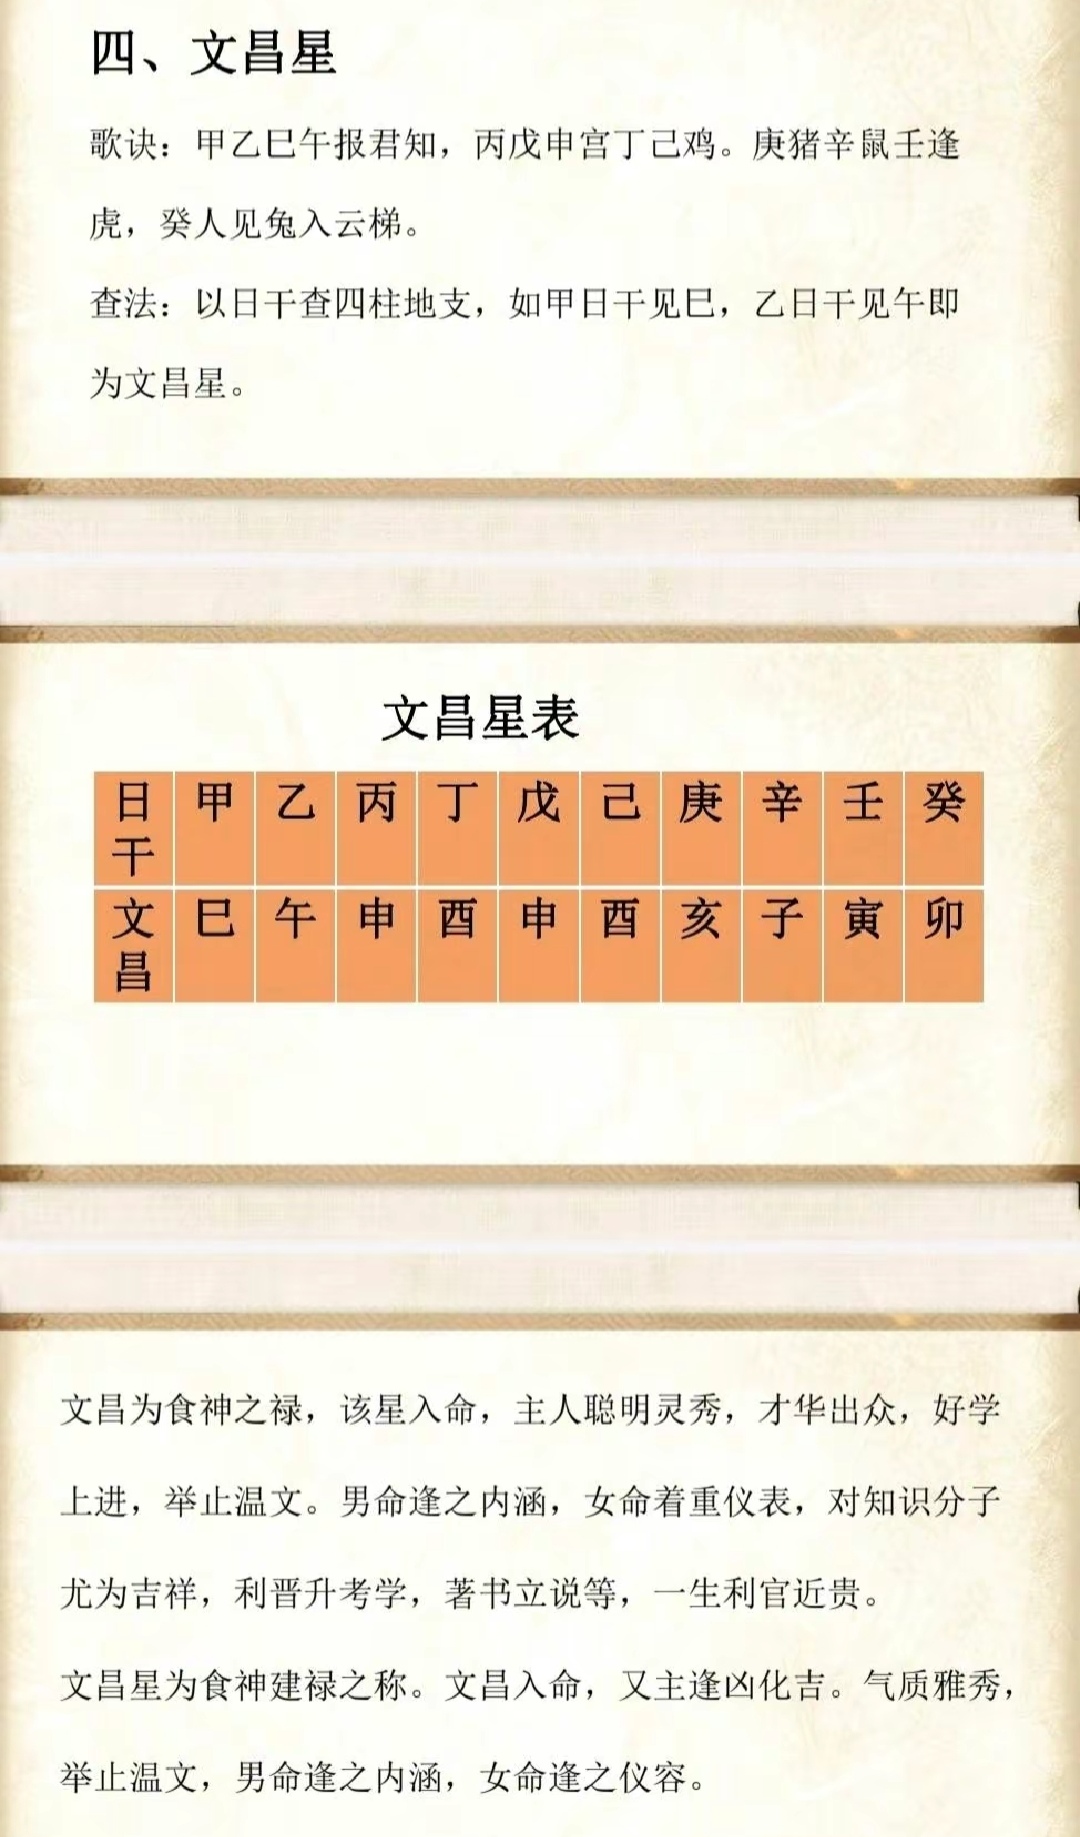 四、文昌星
歌诀：甲乙巳午报君知，丙戊申宫丁己鸡。庚猪辛鼠壬逢
虎，癸人见兔入云梯。
查法：以日干查四柱地支，如甲日干见巳，乙日干见午即
为文昌星。
文昌星表
日干 甲 乙 丙 丁 戊 己 庚 辛 壬 癸
文昌 巳 午 申 酉 申 酉 亥 子 寅 卯
文昌为食神之禄，该星入命，主人聪明灵秀，才华出众，好学
上进，举止温文。男命逢之内涵，女命着重仪表，对知识分子
尤为吉祥，利晋升考学，著书立说等，一生利官近贵。
文昌星为食神建禄之称。文昌入命，又主逢凶化吉。气质雅秀，
举止温文，男命逢之内涵，女命逢之仪容。